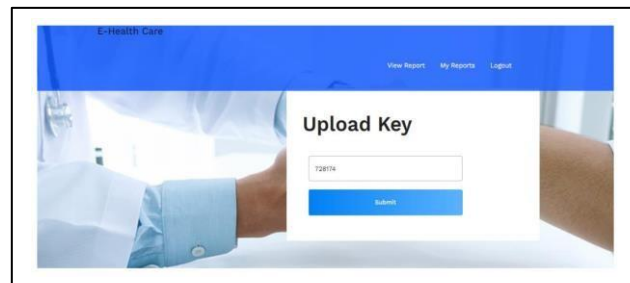 E-Health Care
View Report My Reports Logout
Upload Key
728174
Submit